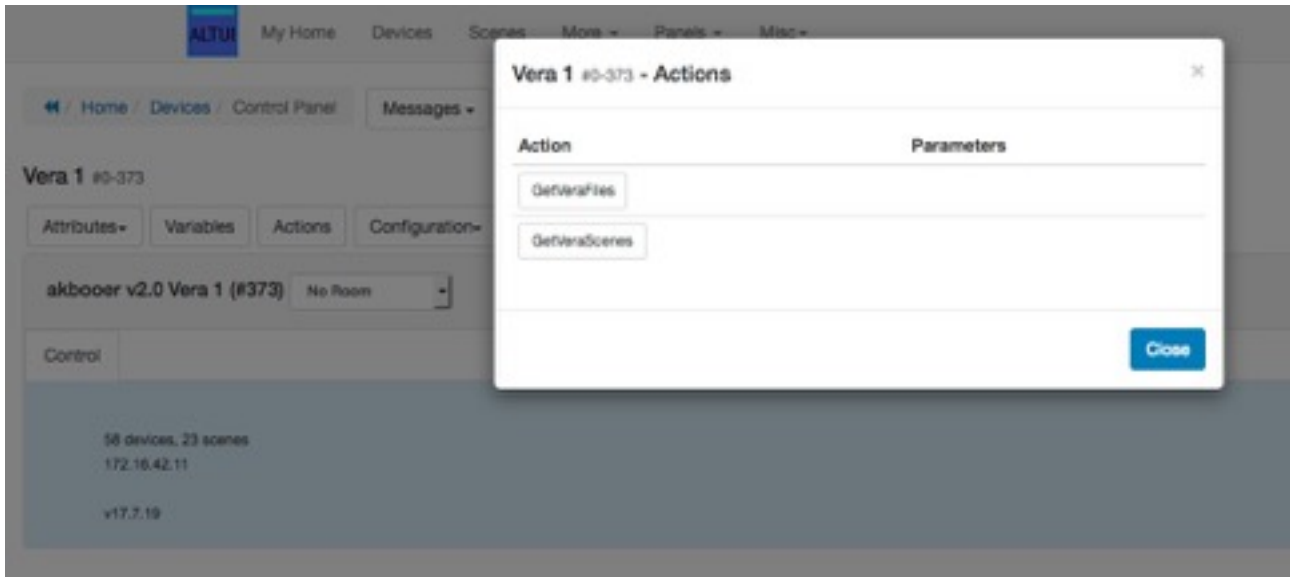 ALTUI My Home Devices Scenes More Panels Misc
Vera 1 #0-373 - Actions ×
/ Home / Devices / Control Panel Messages
Action Parameters
Vera 1 #0-373
GetVeraFiles
Attributes Variables Actions Configuration
GetVeraScenes
akbooer v2.0 Vera 1 (#373) No Room
Close
Control
58 devices, 23 scenes
172.16.42.11
v17.7.19